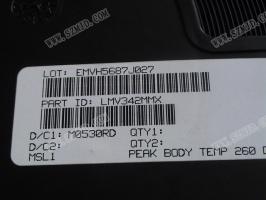 LOT: EMVH5687J027
PART ID: LMV342MMX
D/C1: M0530RD QTY1:
D/C2: QTY2:
MSL1 PEAK BODY TEMP 260 D